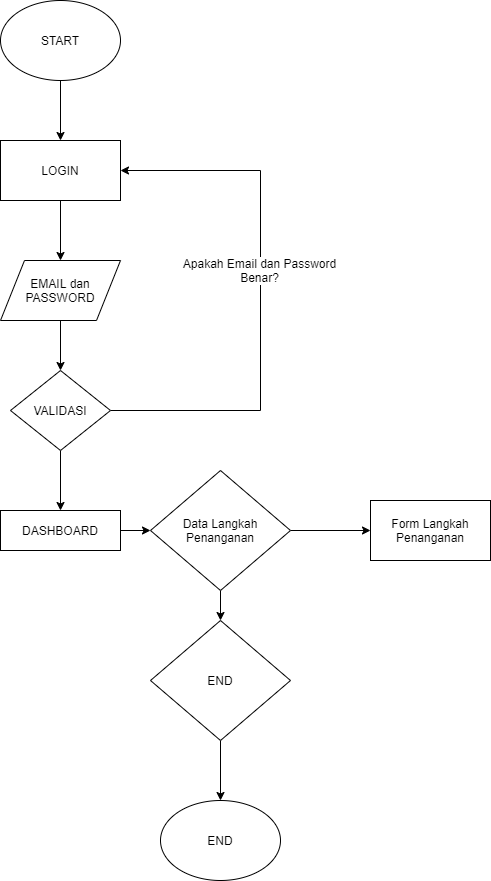 START
LOGIN
Apakah Email dan Password
Benar?
EMAIL dan
PASSWORD
VALIDASI
DASHBOARD
Data Langkah
Penanganan
Form Langkah
Penanganan
END
END